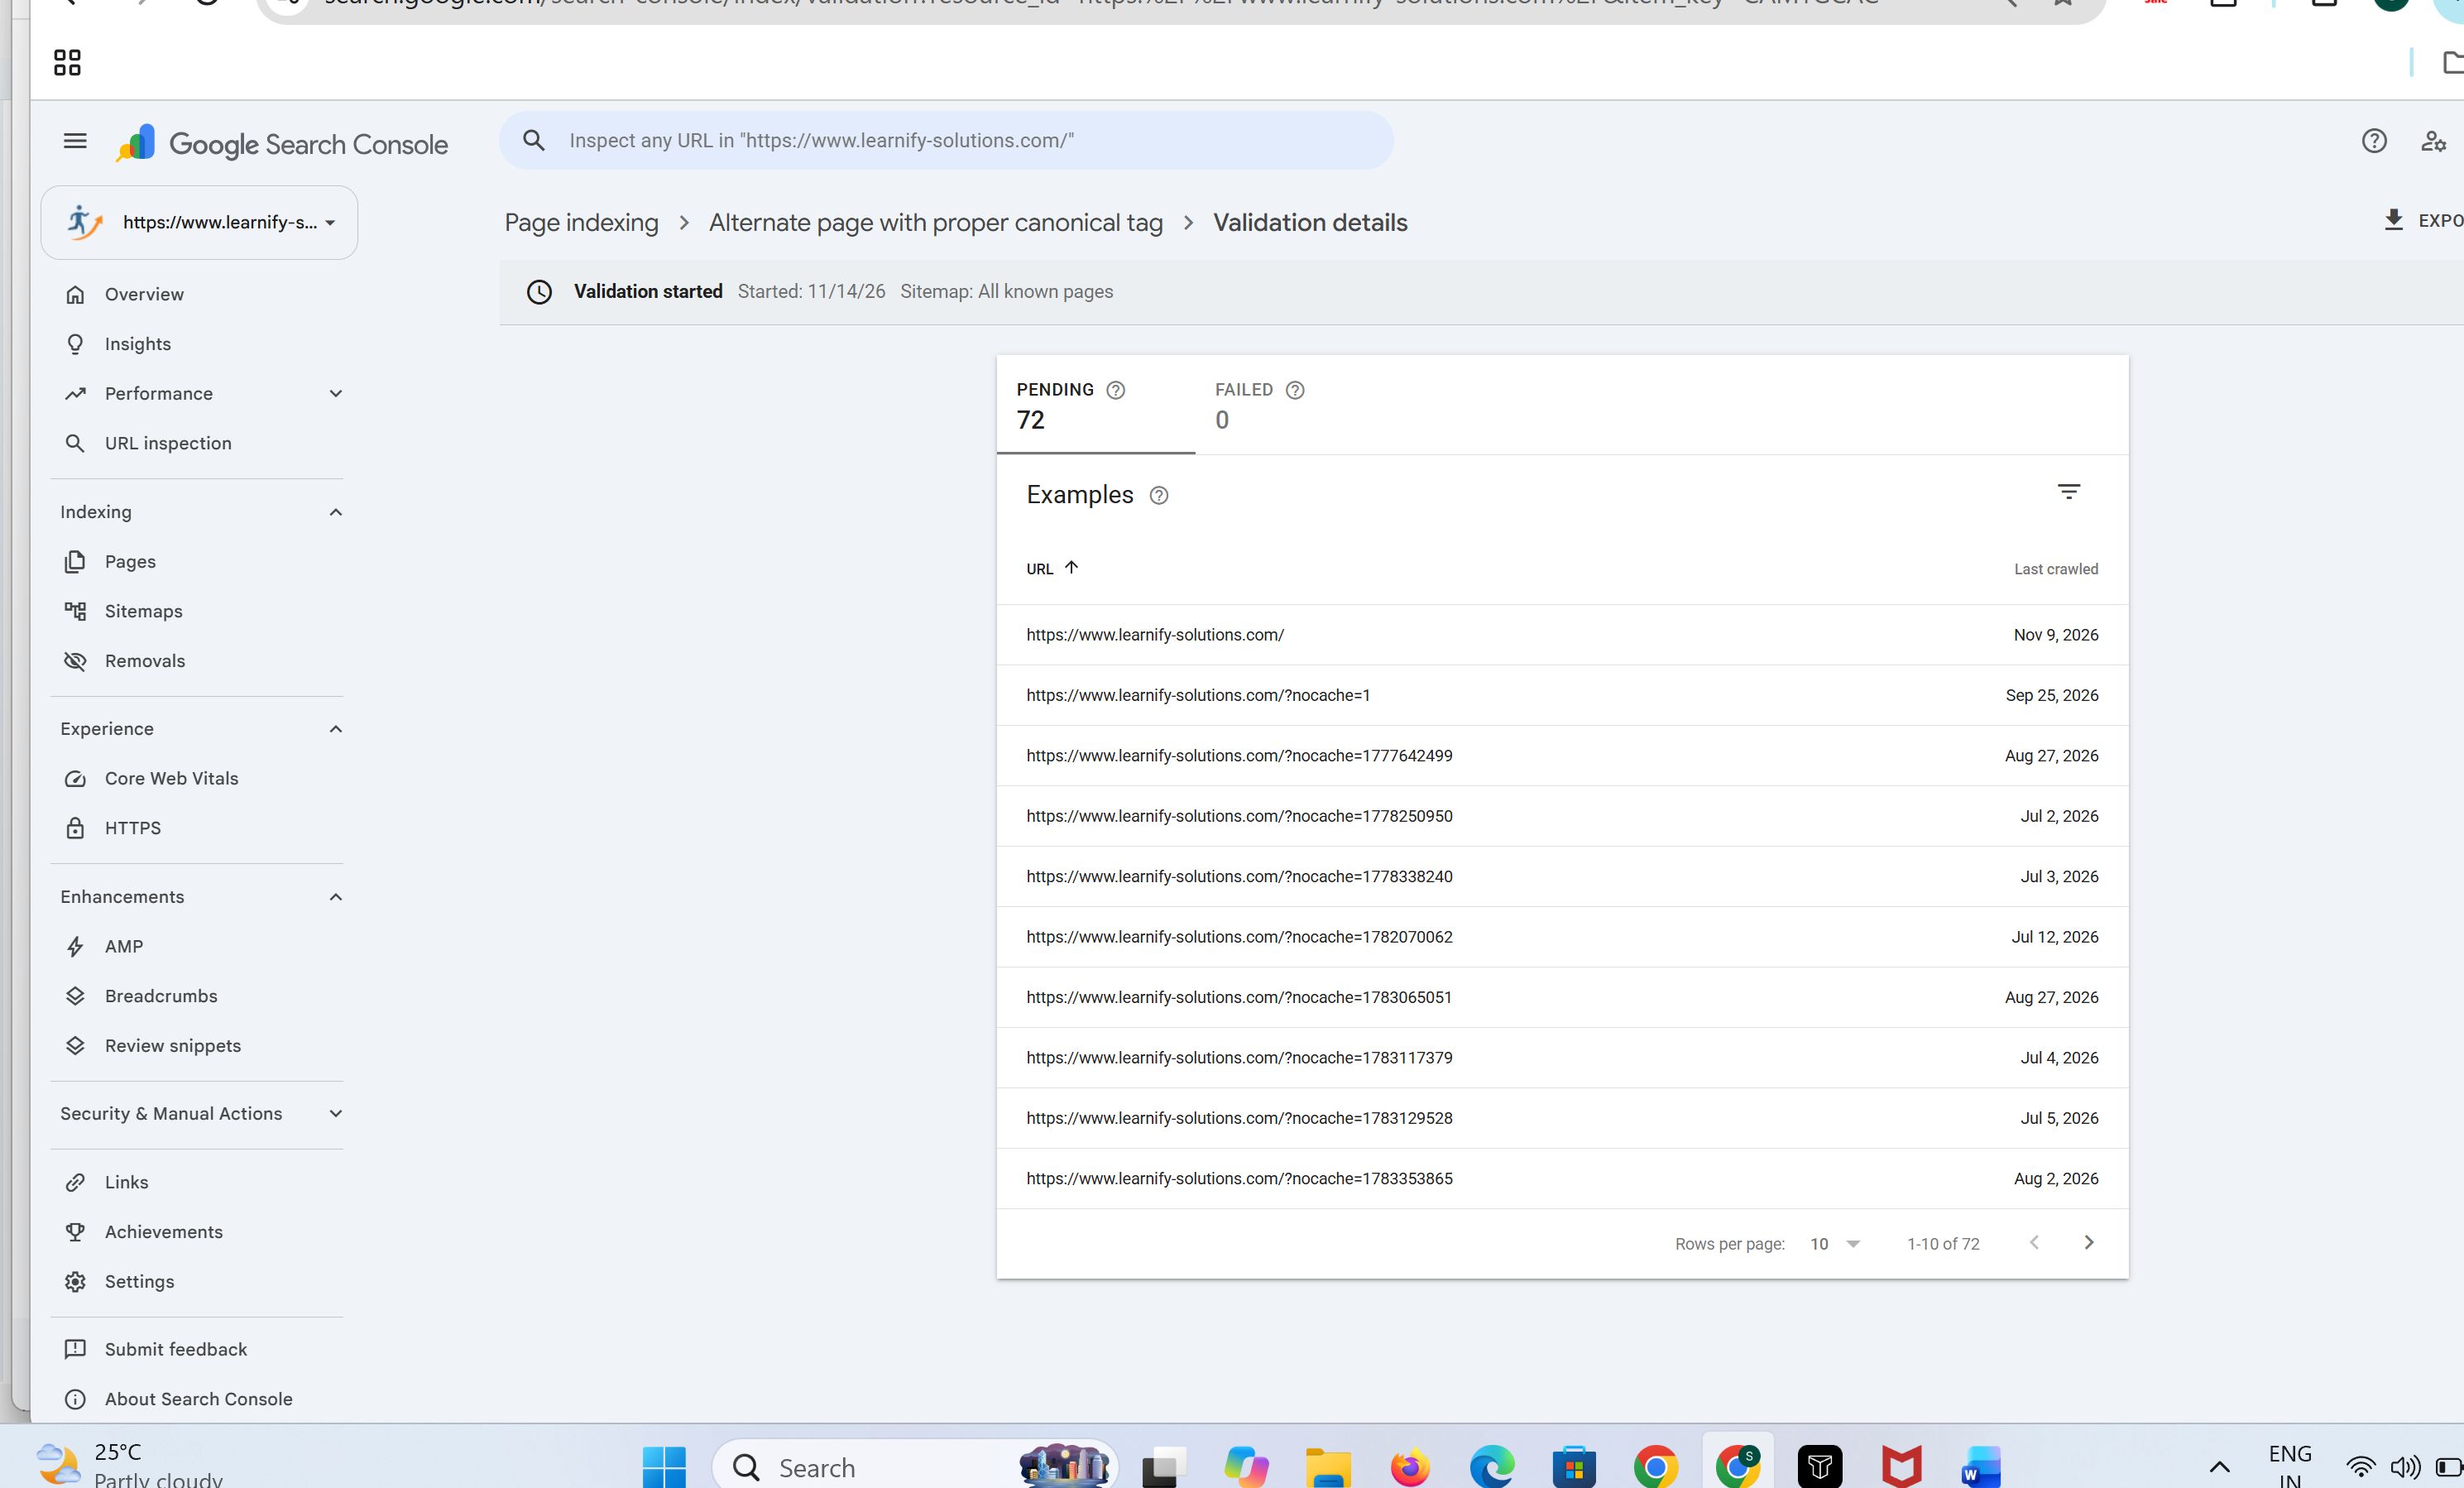 Google Search Console
Inspect any URL in "https://www.learnify-solutions.com/"
https://www.learnify-s...
Page indexing > Alternate page with proper canonical tag > Validation details
EXPO
Validation started Started: 11/14/26 Sitemap: All known pages
Overview
Insights
Performance
URL inspection
Indexing
Pages
Sitemaps
Removals
Experience
Core Web Vitals
HTTPS
Enhancements
AMP
Breadcrumbs
Review snippets
Security & Manual Actions
Links
Achievements
Settings
Submit feedback
About Search Console
PENDING FAILED
72 0
Examples
URL Last crawled
https://www.learnify-solutions.com/ Nov 9, 2026
https://www.learnify-solutions.com/?nocache=1 Sep 25, 2026
https://www.learnify-solutions.com/?nocache=1777642499 Aug 27, 2026
https://www.learnify-solutions.com/?nocache=1778250950 Jul 2, 2026
https://www.learnify-solutions.com/?nocache=1778338240 Jul 3, 2026
https://www.learnify-solutions.com/?nocache=1782070062 Jul 12, 2026
https://www.learnify-solutions.com/?nocache=1783065051 Aug 27, 2026
https://www.learnify-solutions.com/?nocache=1783117379 Jul 4, 2026
https://www.learnify-solutions.com/?nocache=1783129528 Jul 5, 2026
https://www.learnify-solutions.com/?nocache=1783353865 Aug 2, 2026
Rows per page: 10 1-10 of 72
25°C
Partly cloudy
Search
S
W
ENG
IN